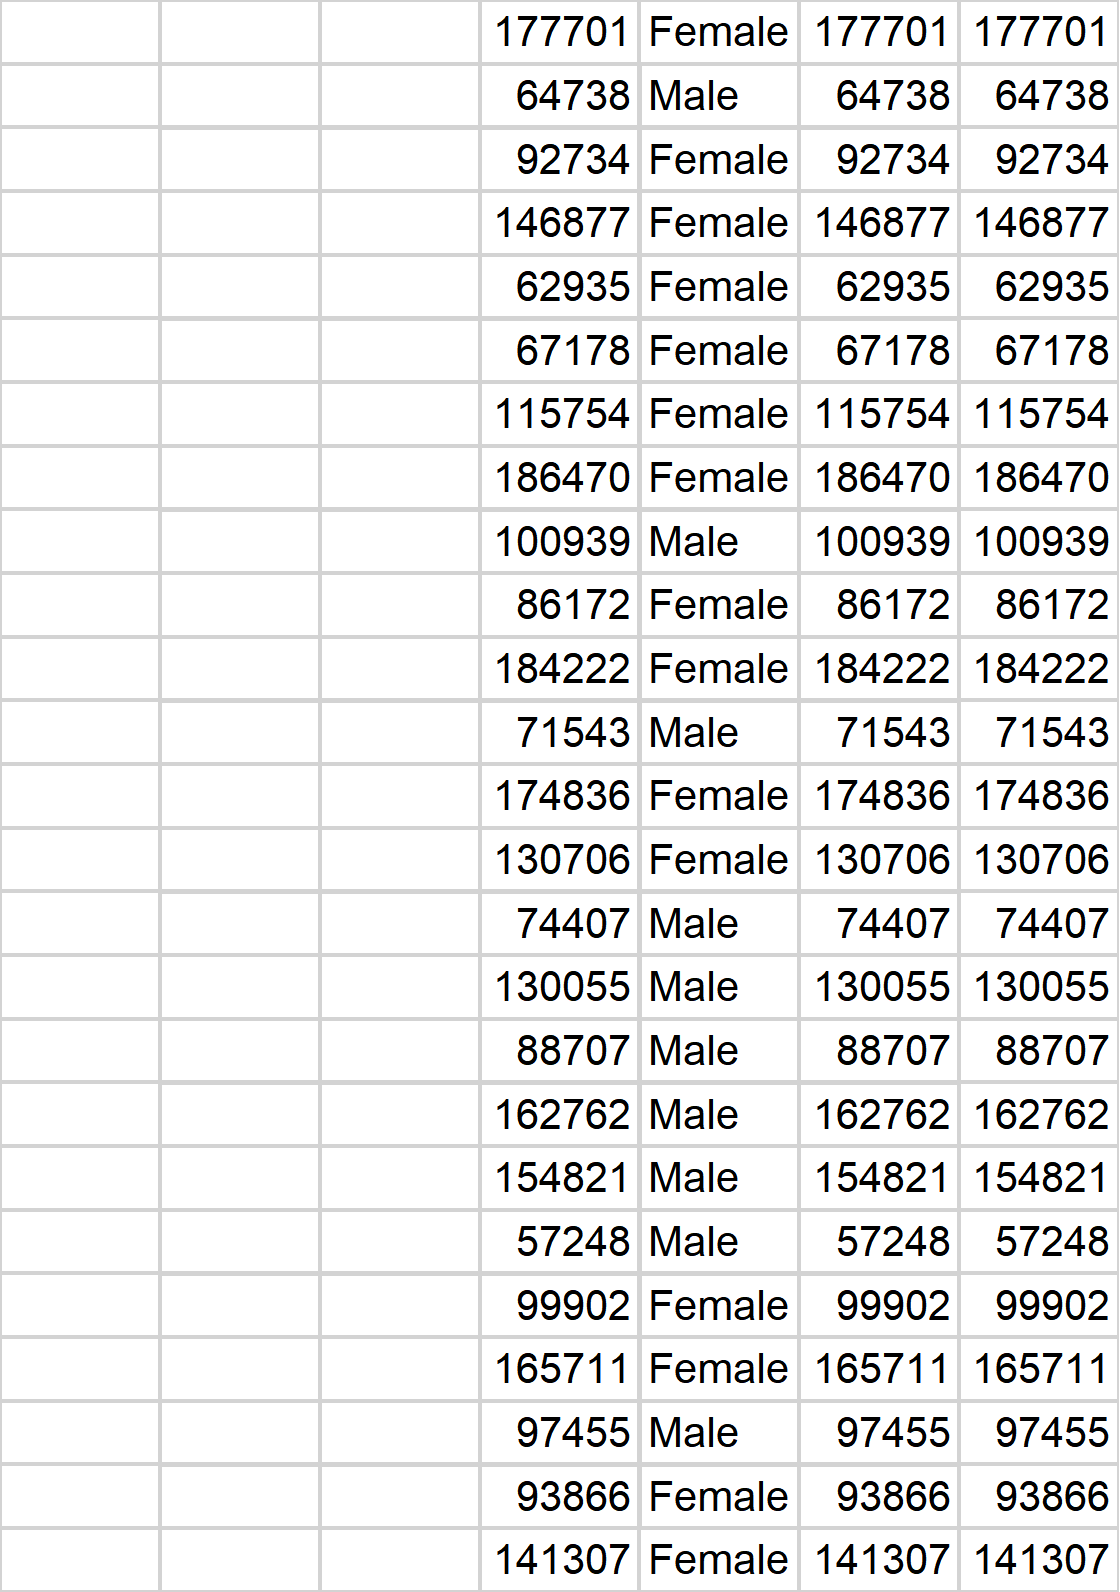 177701 Female 177701 177701
64738 Male 64738 64738
92734 Female 92734 92734
146877 Female 146877 146877
62935 Female 62935 62935
67178 Female 67178 67178
115754 Female 115754 115754
186470 Female 186470 186470
100939 Male 100939 100939
86172 Female 86172 86172
184222 Female 184222 184222
71543 Male 71543 71543
174836 Female 174836 174836
130706 Female 130706 130706
74407 Male 74407 74407
130055 Male 130055 130055
88707 Male 88707 88707
162762 Male 162762 162762
154821 Male 154821 154821
57248 Male 57248 57248
99902 Female 99902 99902
165711 Female 165711 165711
97455 Male 97455 97455
93866 Female 93866 93866
141307 Female 141307 141307